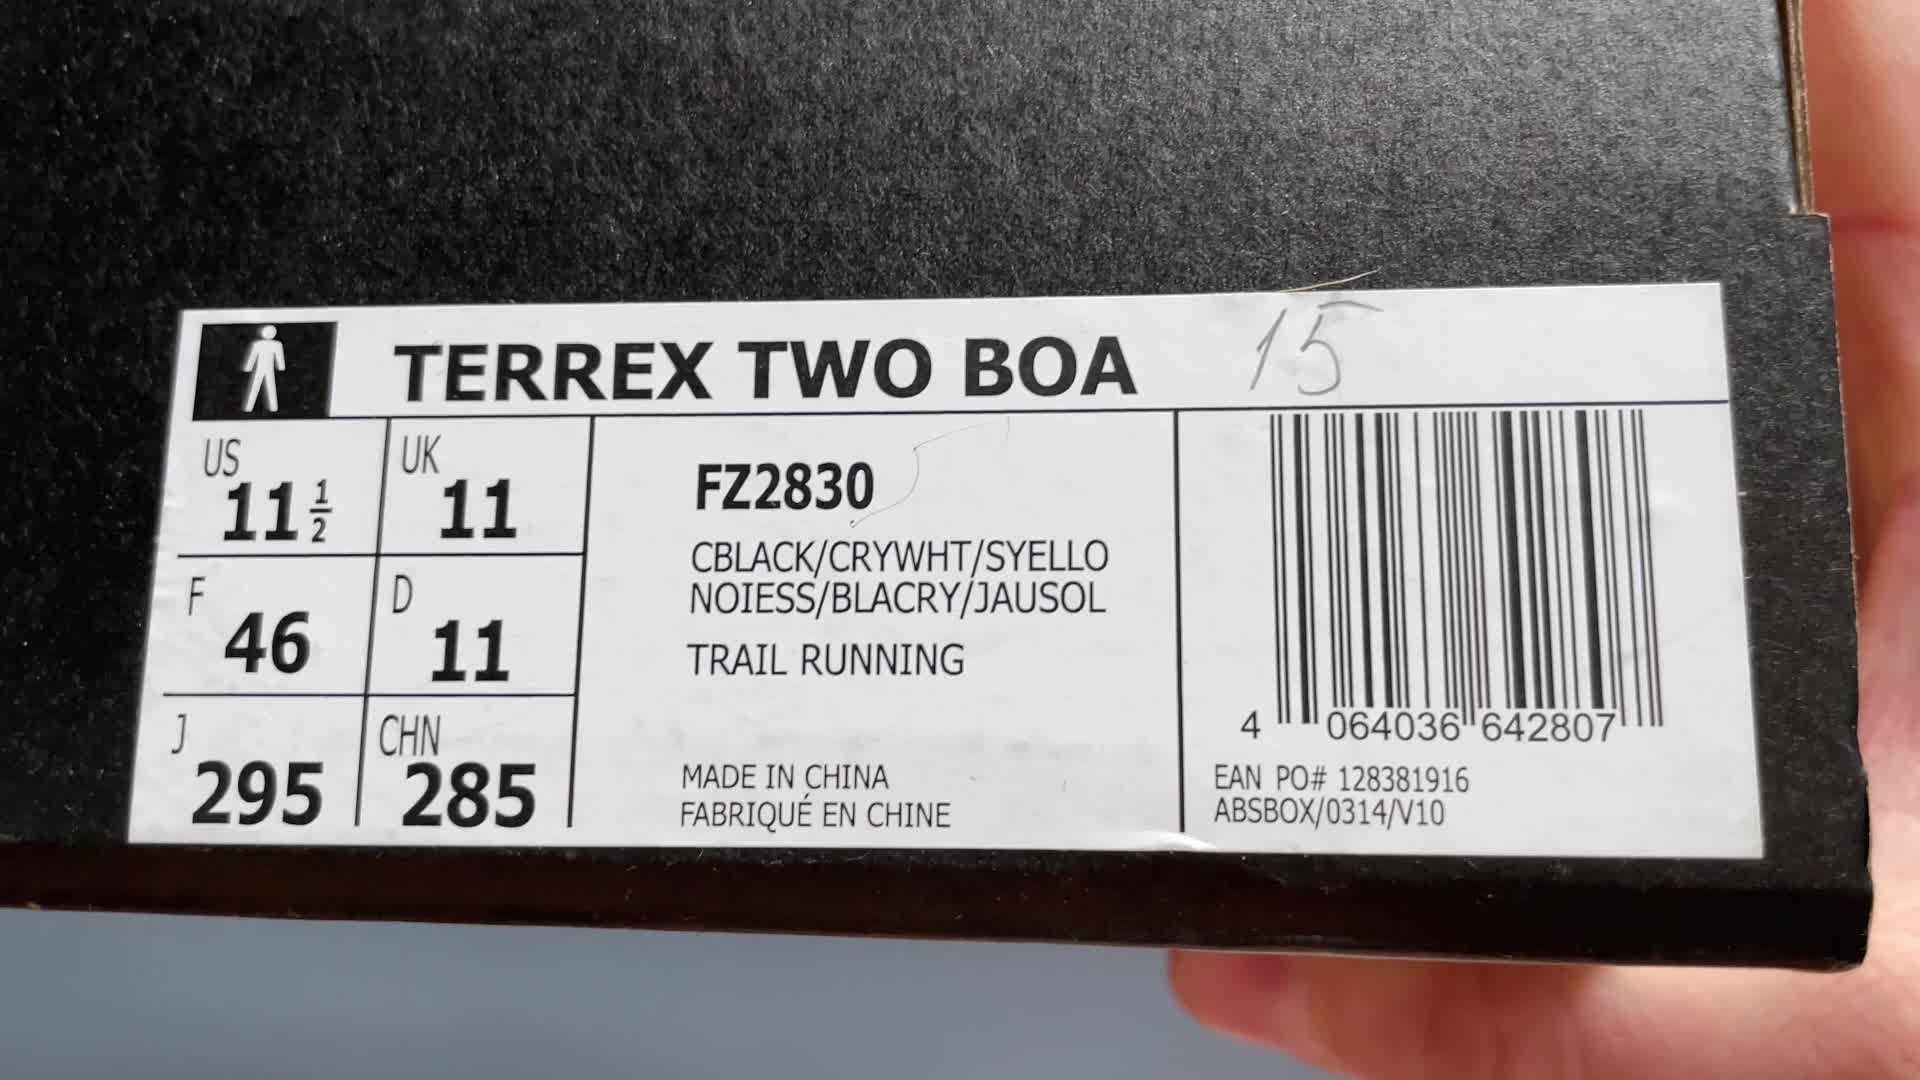 TERREX TWO BOA 15
US 11 1/2 UK 11
F 46 D 11
J 295 CHN 285
FZ2830
CBLACK/CRYWHT/SYELLO
NOIESS/BLACRY/JAUSOL
TRAIL RUNNING
MADE IN CHINA
FABRIQUÉ EN CHINE
4 064036 642807
EAN PO# 128381916
ABSBOX/0314/V10